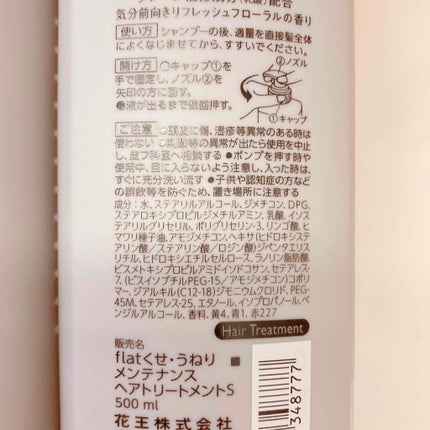 配合
気分前向きリフレッシュフローラルの香り
使い方 シャンプーの後、適量を直接髪全体
によくなじませてから、すすいでください。
開け方 ●キャップ①を
手で固定し、ノズル②を
矢印の方に回す。
●液が出るまで数回押す。
②ノズル
①キャップ
ご注意 ●頭皮に傷、湿疹等異常のある時は
使わない
等の異常が出たら使用を中止
し、皮フ科医へ相談する ●ポンプを押す時や
使用中、目に入らないよう注意し、入った時は、
すぐに充分洗い流す ●子供や認知症の方など
の誤飲等を防ぐため、置き場所に注意する
成分：水、ステアリルアルコール、ジメチコン、DPG、
ステアロキシプロピルジメチルアミン、乳酸、イソス
テアリルグリセリル、ポリグリセリン-3、リンゴ酸、ヒ
マワリ種子油、アモジメチコン、ヘキサ(ヒドロキシステ
アリン酸／ステアリン酸／ロジン酸)ジペンタエリス
リチル、ヒドロキシエチルセルロース、ラノリン脂肪酸、
ビスメトキシプロピルアミドイソドコサン、セテアレス-
7、(ビスブチルジメチコン
PEG-15／アモジメチコン)コポリ
マー、ジアルキル(C12-18)ジモニウムクロリド、PEG-
45M、セテアレス-25、エタノール、イソプロパノール、ベ
ンジルアルコール、香料、黄4、青1、赤227
Hair Treatment
販売名
flatくせ・うねり
メンテナンス
ヘアトリートメントS
500 ml
花王株式会社
348777